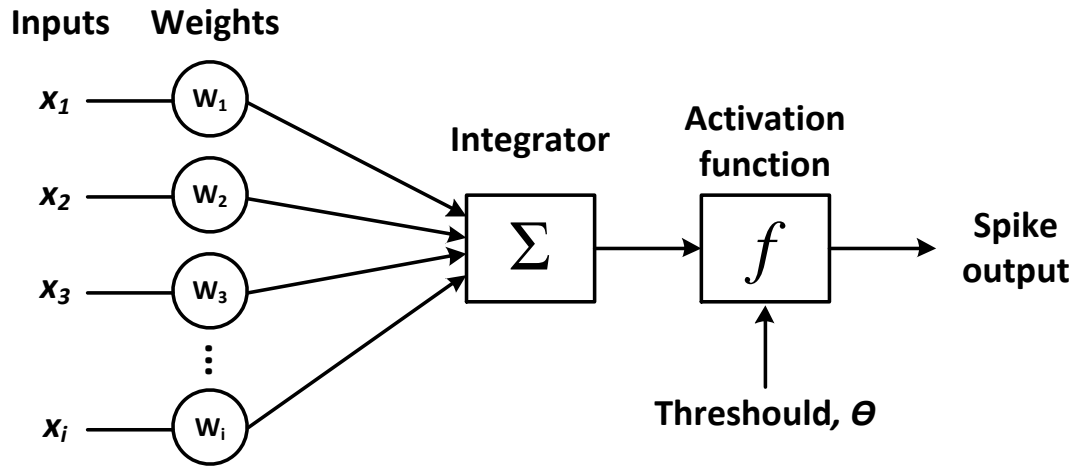 Inputs Weights
x1 W1
x2 W2
x3 W3
⋮
xi Wi
Integrator
Σ
Activation
function
f
Threshould, Θ
Spike
output